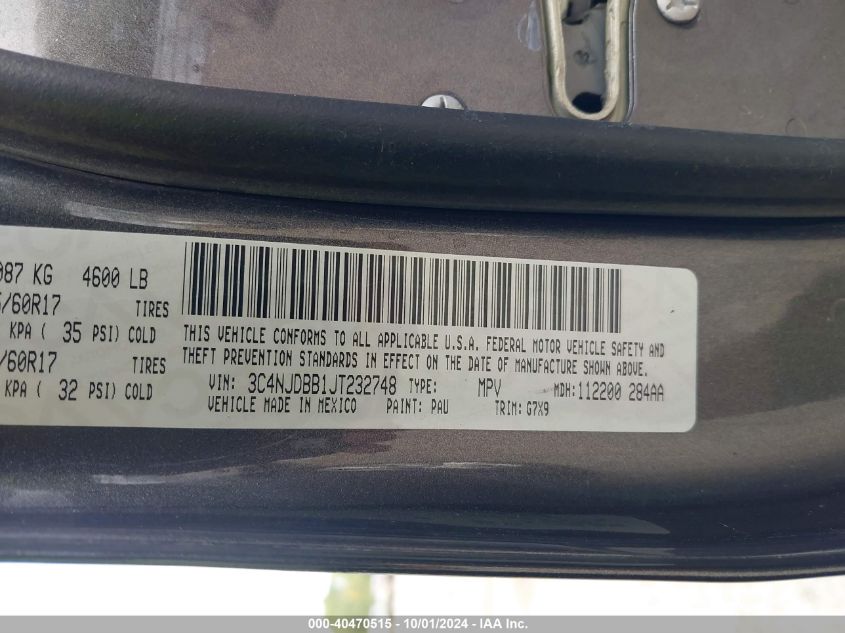 087 KG 4600 LB
5/60R17 TIRES
KPA ( 35 PSI) COLD
/60R17 TIRES
KPA ( 32 PSI) COLD
THIS VEHICLE CONFORMS TO ALL APPLICABLE U.S.A. FEDERAL MOTOR VEHICLE SAFETY AND
THEFT PREVENTION STANDARDS IN EFFECT ON THE DATE OF MANUFACTURE SHOWN ABOVE.
VIN: 3C4NJDBB1JT232748 TYPE: MPV MDH:112200 284AA
VEHICLE MADE IN MEXICO PAINT: PAU TRIM: G7X9
000-40470515 - 10/01/2024 - IAA Inc.